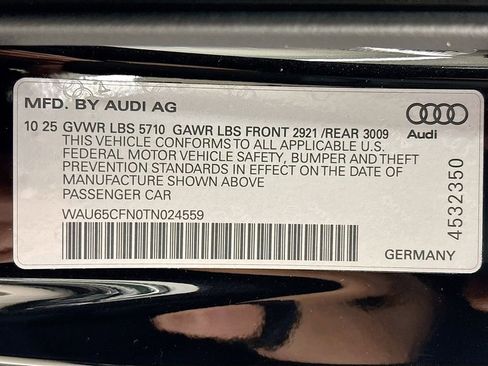 MFD. BY AUDI AG
10 25 GVWR LBS 5710 GAWR LBS FRONT 2921 /REAR 3009
THIS VEHICLE CONFORMS TO ALL APPLICABLE U.S.
FEDERAL MOTOR VEHICLE SAFETY, BUMPER AND THEFT
PREVENTION STANDARDS IN EFFECT ON THE DATE OF
MANUFACTURE SHOWN ABOVE
PASSENGER CAR
WAU65CFN0TN024559
Audi
4532350
GERMANY